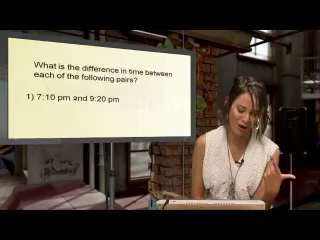 What is the difference in time between
each of the following pairs?
1) 7:10 pm and 9:20 pm